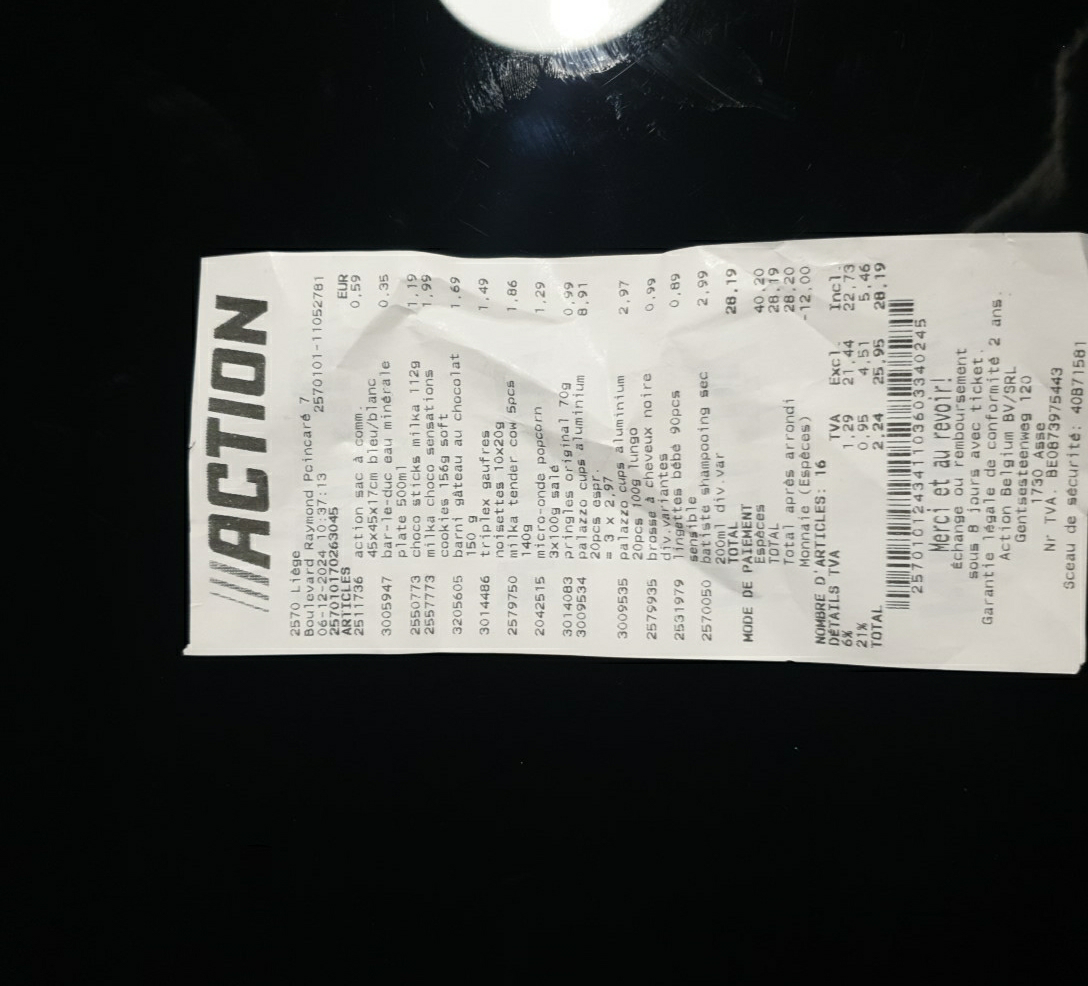 ///ACTION
2570 Liège
Boulevard Raymond Poincaré 7
06-12-2024 10:37:13 2570101-11052781
257010170263045
ARTICLES EUR
2511736 action sac à comm. 0.59
45x45x17cm bleu/blanc
3005947 bar-le-duc eau minérale 0.35
plate 500ml
2550773 choco sticks milka 112g 1.19
2557773 milka choco sensations 1.99
cookies 156g soft
3205605 barni gâteau au chocolat 1.69
150 g
3014486 triplex gaufres 1.49
noisettes 10x20g
2579750 milka tender cow 5pcs 1.86
140g
2042515 micro-onde popcorn 1.29
3x100g salé
3014083 pringles original 70g 0.99
3009534 palazzo cups aluminium 8.91
20pcs espr.
= 3 x 2.97
3009535 palazzo cups aluminium 2.97
20pcs 100g lungo
2579935 brosse à cheveux noire 0.99
div.variantes
2531979 lingettes bébé 90pcs 0.89
sensible
2570050 batiste shampooing sec 2.99
200ml div.var
TOTAL 28.19
MODE DE PAIEMENT
Espèces 40.20
TOTAL 28.19
Total après arrondi 28.20
Monnaie (Espèces) -12.00
NOMBRE D'ARTICLES: 16
DÉTAILS TVA TVA Excl. Incl.
6% 1.29 21.44 22.73
21% 0.95 4.51 5.46
TOTAL 2.24 25.95 28.19
2570101243411036033​40245
Merci et au revoir!
Échange ou remboursement
sous 8 jours avec ticket.
Garantie légale de conformité 2 ans.
Action Belgium BV/SRL
Gentsesteenweg 120
1730 Asse
Nr TVA. BE0873975443
Sceau de sécurité: 40871581